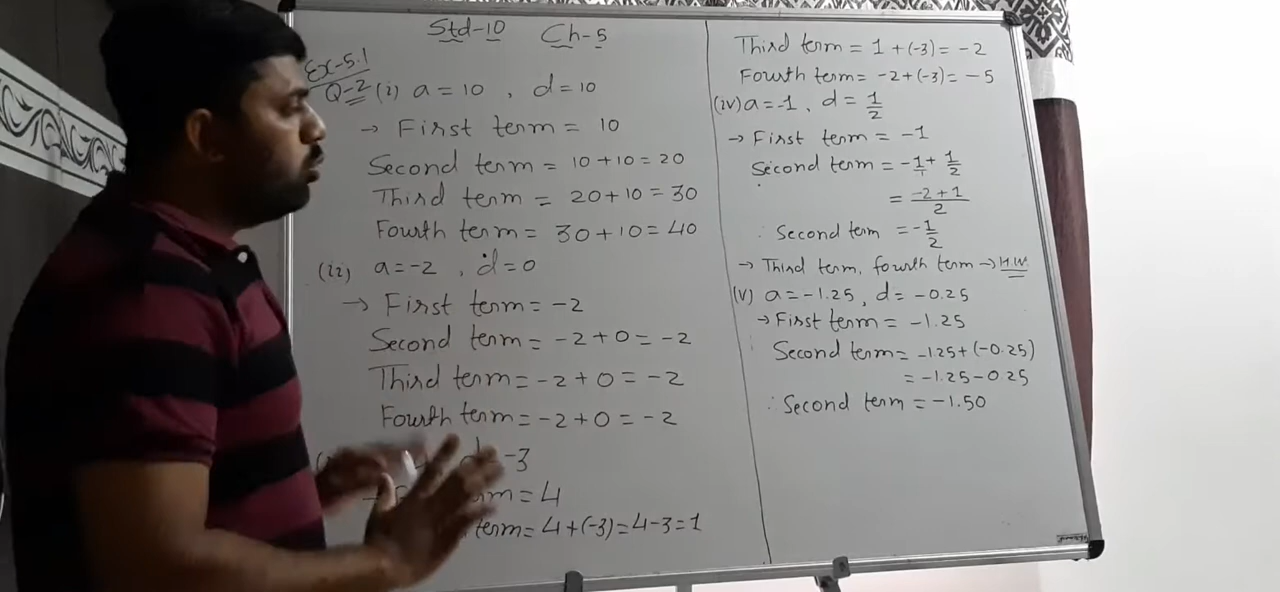 Std-10 Ch-5
Ex-5.1
Q-2 (i) a = 10 , d = 10
→ First term = 10
Second term = 10+10 = 20
Third term = 20+10 = 30
Fourth term = 30+10 = 40
(ii) a = -2 , d = 0
→ First term = -2
Second term = -2+0 = -2
Third term = -2+0 = -2
Fourth term = -2+0 = -2
-3
= 4
term = 4+(-3) = 4-3 = 1
Third term = 1+(-3) = -2
Fourth term = -2+(-3) = -5
(iv) a = -1, d = 1/2
→ First term = -1
Second term = -1/1 + 1/2
= -2+1/2
∴ Second term = -1/2
→ Third term, fourth term → H.W.
(v) a = -1.25, d = -0.25
→ First term = -1.25
Second term = -1.25+(-0.25)
= -1.25-0.25
∴ Second term = -1.50